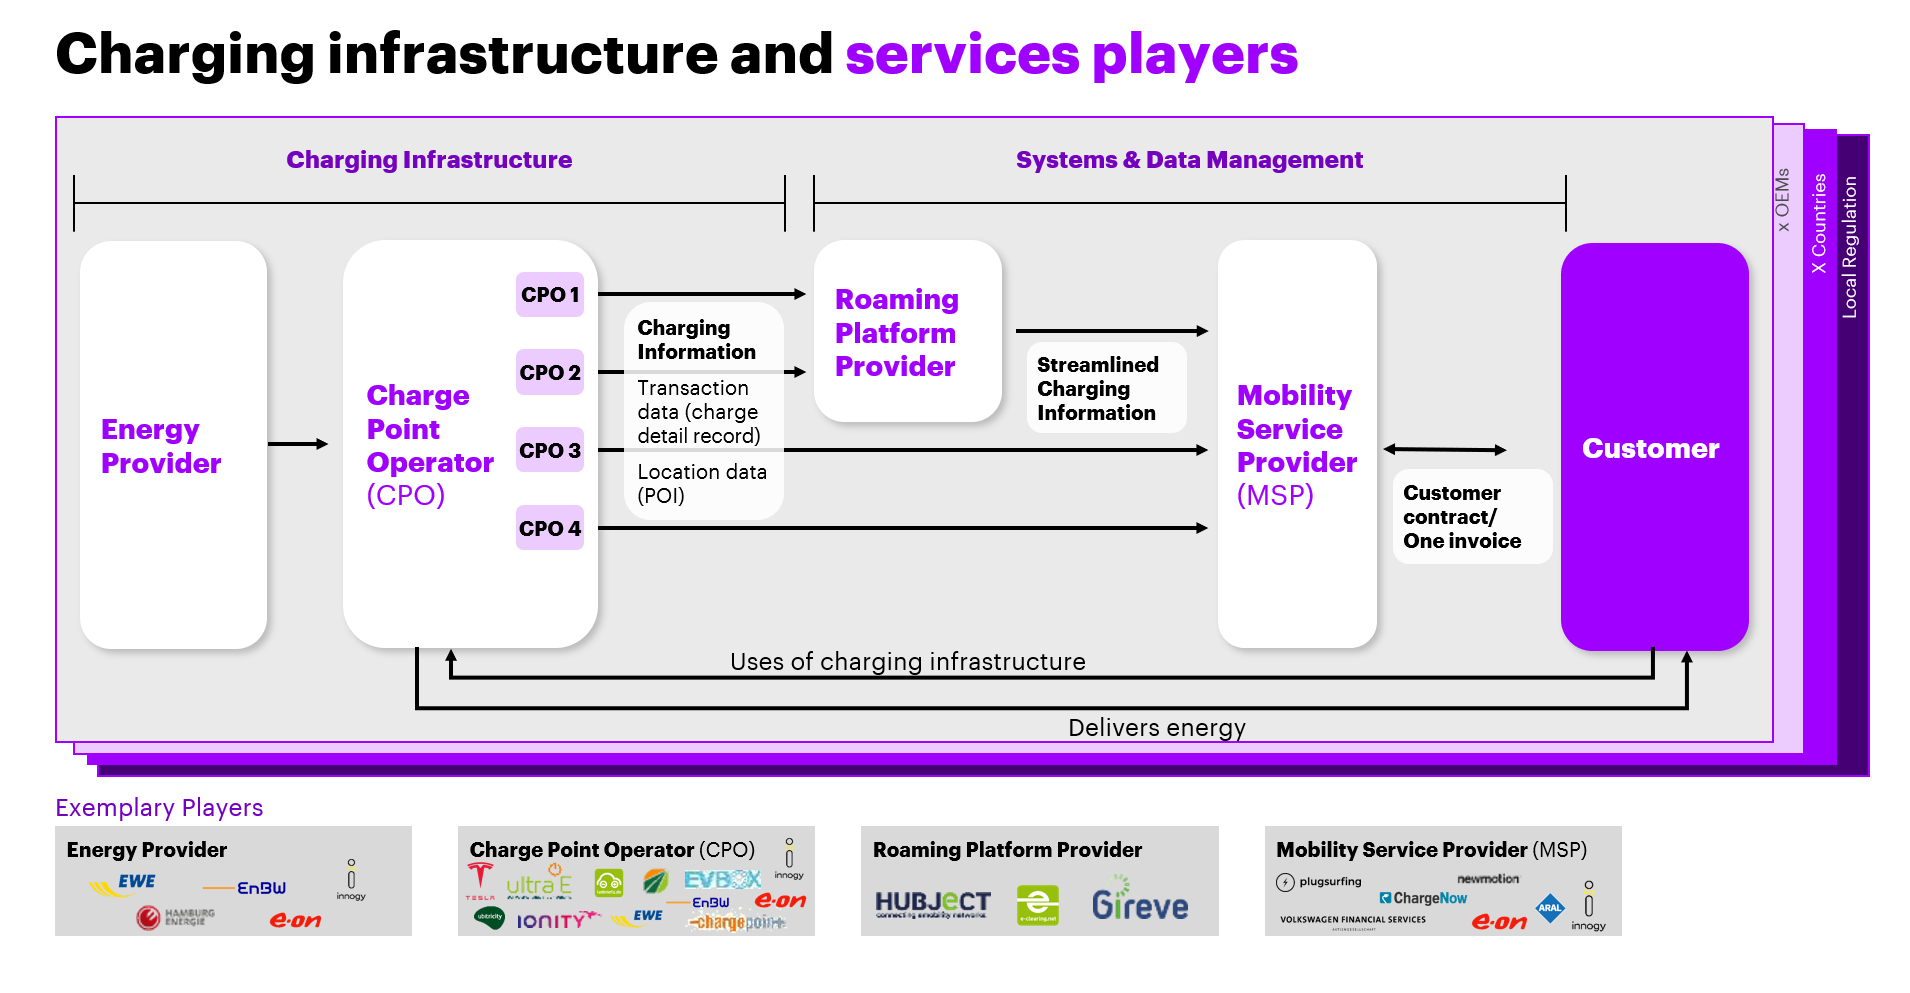 Charging infrastructure and services players
Charging Infrastructure
Systems & Data Management
x OEMs
X Countries
Local Regulation
Energy
Provider
Charge
Point
Operator
(CPO)
CPO 1
CPO 2
CPO 3
CPO 4
Charging
Information
Transaction
data (charge
detail record)
Location data
(POI)
Roaming
Platform
Provider
Streamlined
Charging
Information
Mobility
Service
Provider
(MSP)
Customer
contract/
One invoice
Customer
Uses of charging infrastructure
Delivers energy
Exemplary Players
Energy Provider
EWE
EnBW
innogy
HAMBURG
ENERGIE
e·on
Charge Point Operator (CPO)
innogy
TESLA
ultra E
EVBOX
EnBW
e·on
ubitricity
IONITY
EWE
chargepoin+
Roaming Platform Provider
HUBJECT
connecting emobility networks
e-clearing.net
Gireve
Mobility Service Provider (MSP)
plugsurfing
newmotion
ChargeNow
VOLKSWAGEN FINANCIAL SERVICES
AKTIENGESELLSCHAFT
e·on
ARAL
innogy